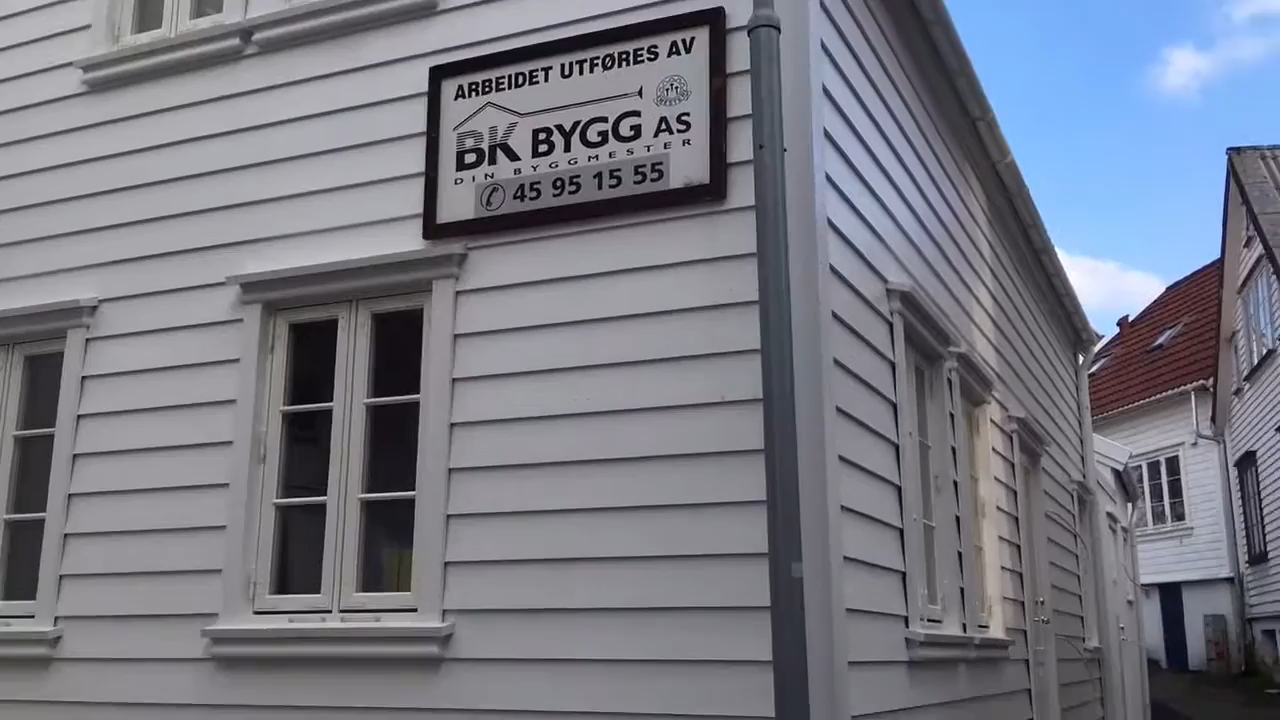 ARBEIDET UTFØRES AV
BK BYGG AS
DIN BYGGMESTER
45 95 15 55